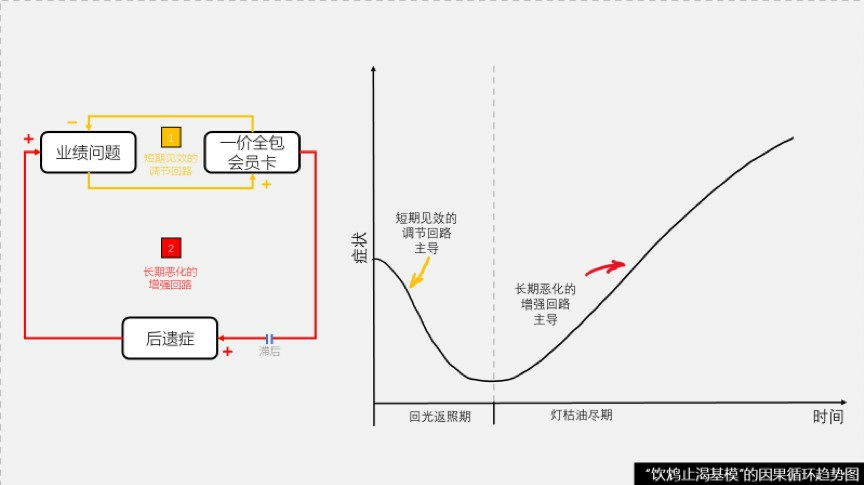 +
−
业绩问题
1
短期见效的
调节回路
一价全包
会员卡
+
2
长期恶化的
增强回路
后遗症
+
滞后
症状
短期见效的
调节回路
主导
长期恶化的
增强回路
主导
回光返照期
灯枯油尽期
时间
“饮鸩止渴基模”的因果循环趋势图